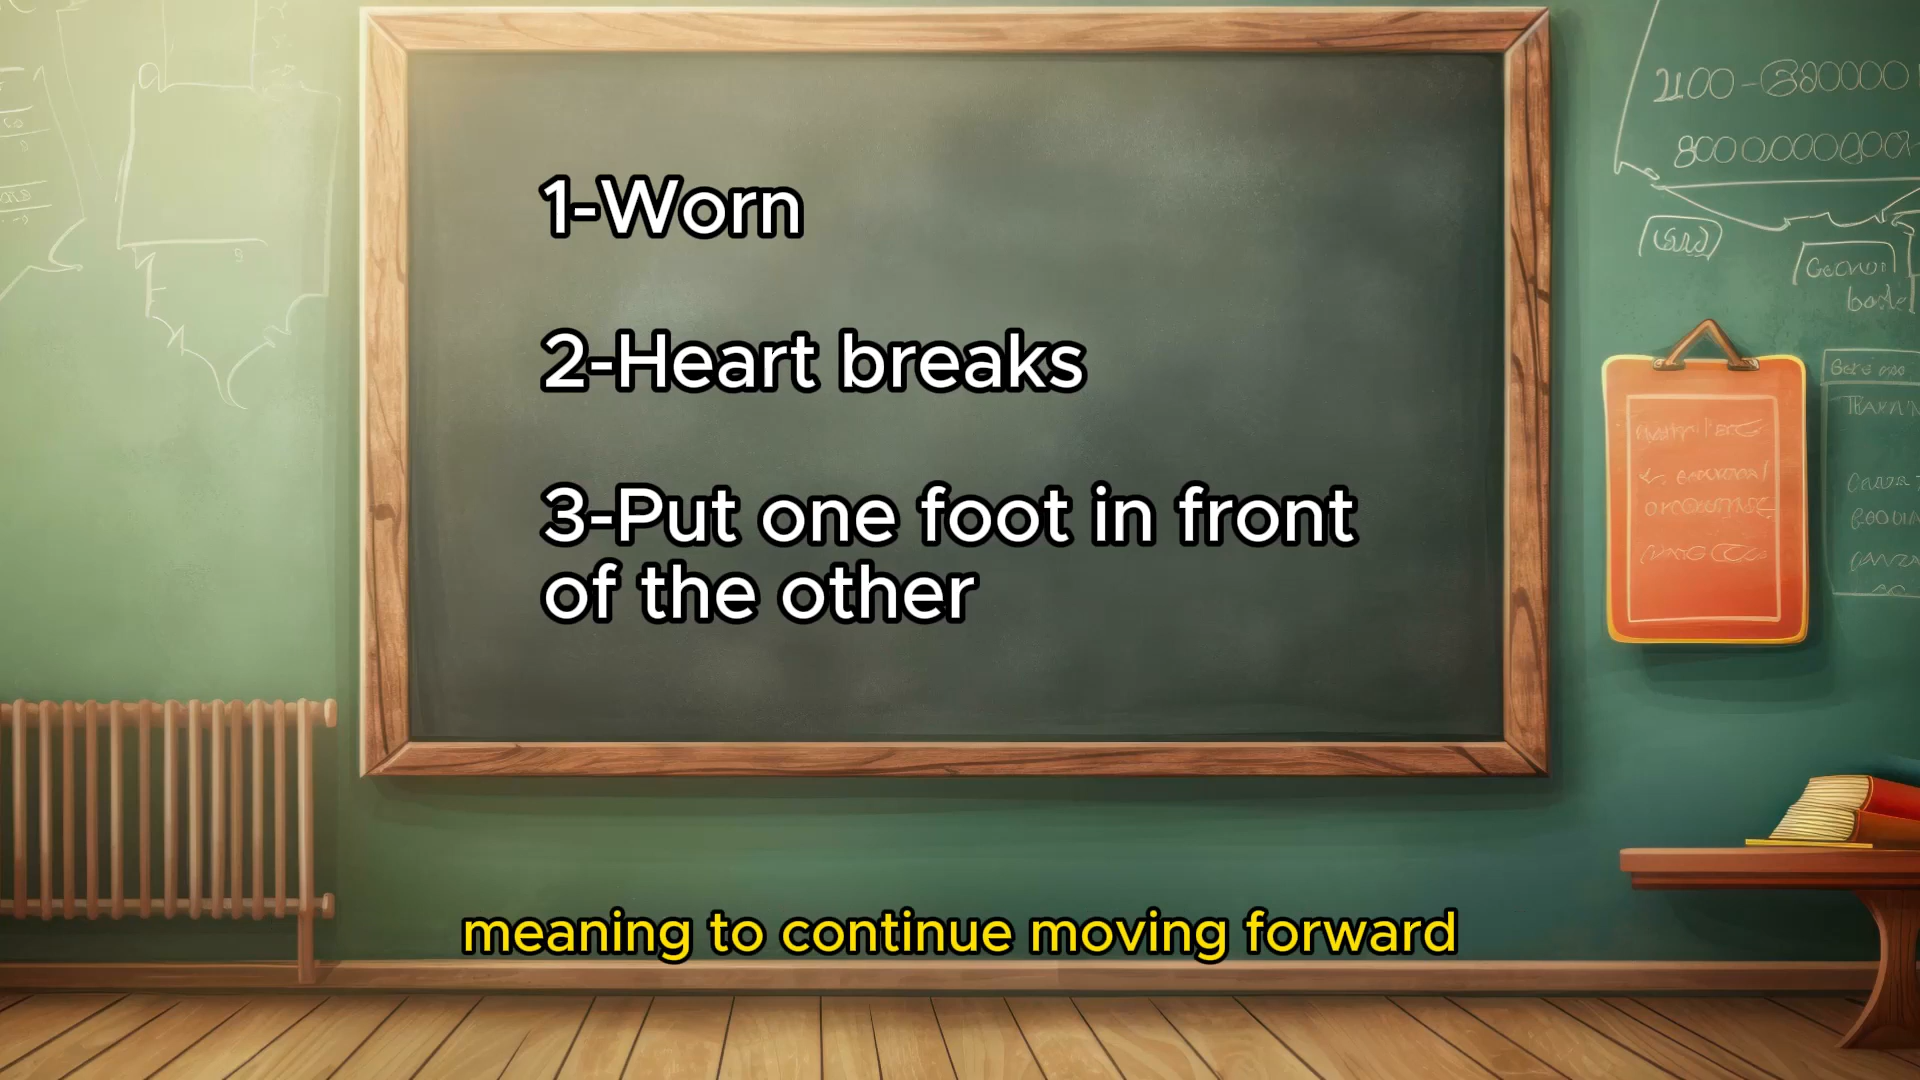 1-Worn
2-Heart breaks
3-Put one foot in front
of the other
meaning to continue moving forward